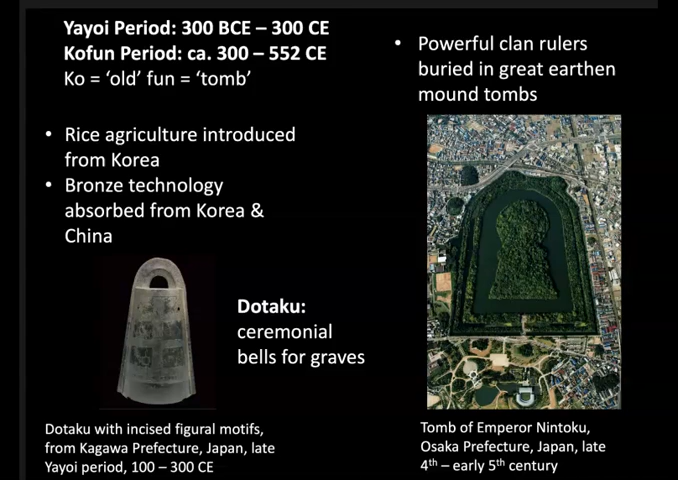 Yayoi Period: 300 BCE – 300 CE
Kofun Period: ca. 300 – 552 CE
Ko = ‘old’ fun = ‘tomb’
• Rice agriculture introduced
from Korea
• Bronze technology
absorbed from Korea &
China
Dotaku:
ceremonial
bells for graves
Dotaku with incised figural motifs,
from Kagawa Prefecture, Japan, late
Yayoi period, 100 – 300 CE
• Powerful clan rulers
buried in great earthen
mound tombs
Tomb of Emperor Nintoku,
Osaka Prefecture, Japan, late
4th – early 5th century